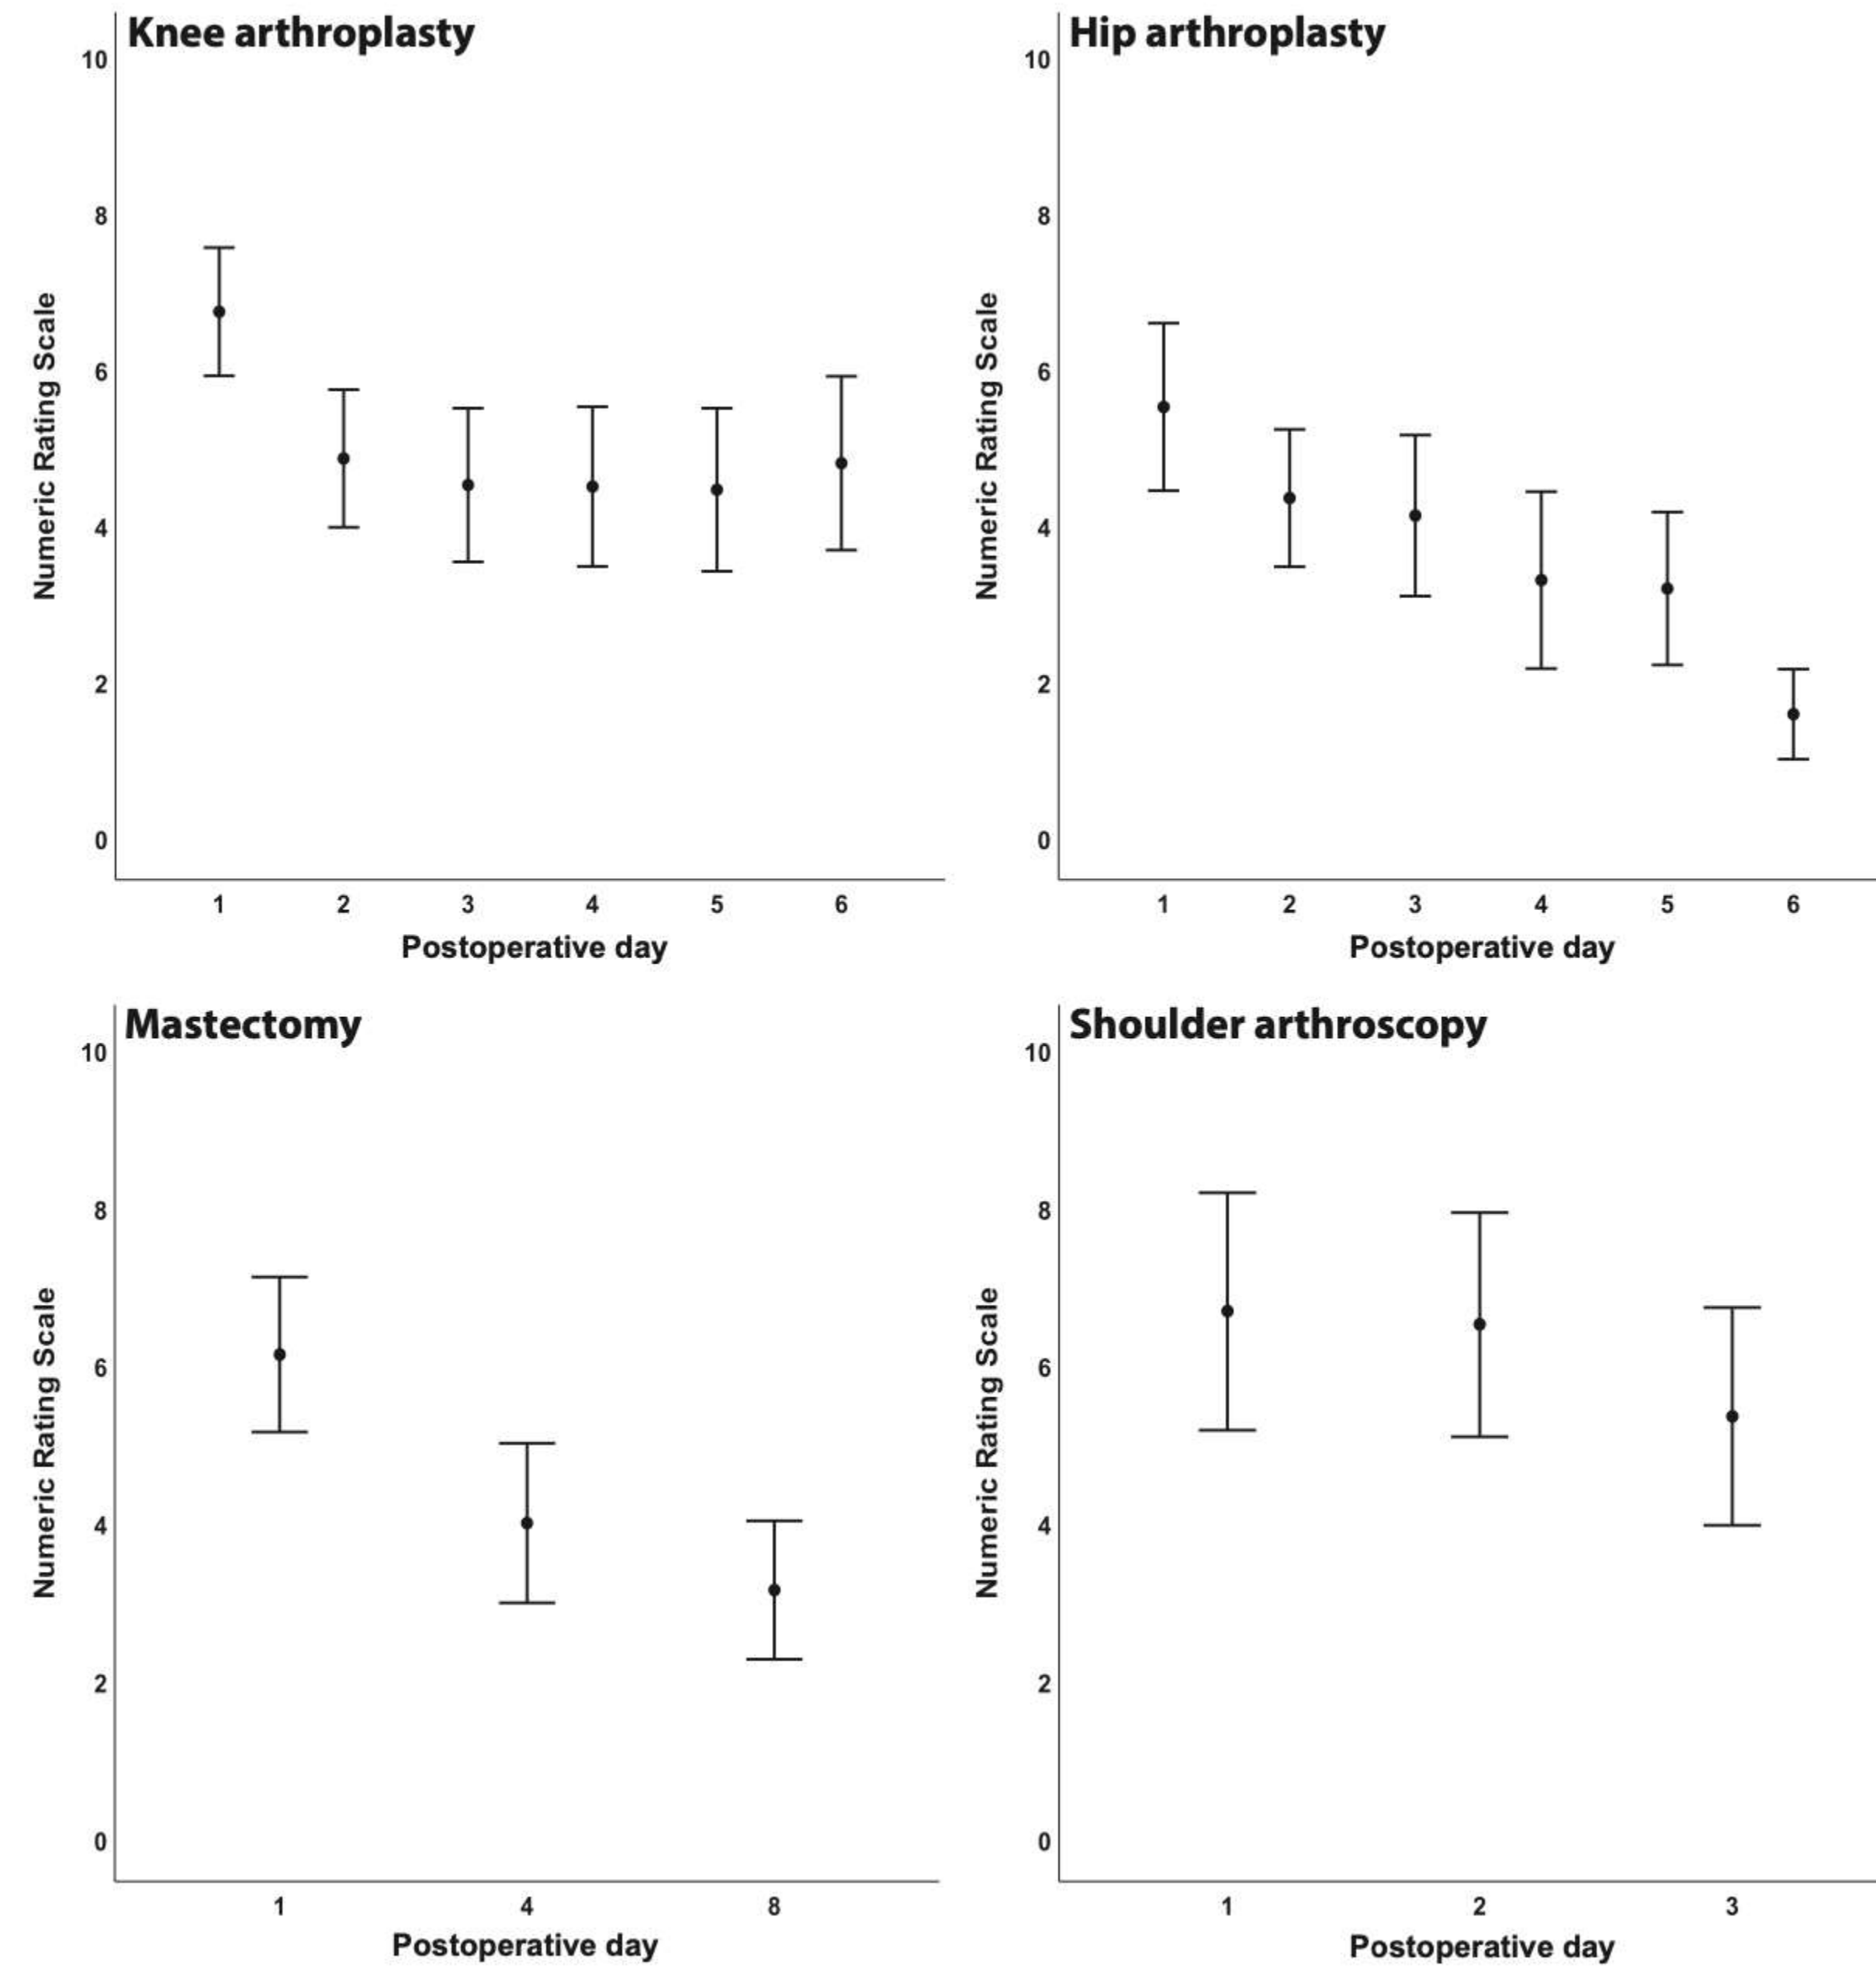 Knee arthroplasty
10
8
6
4
2
0
Numeric Rating Scale
1 2 3 4 5 6
Postoperative day
Hip arthroplasty
10
8
6
4
2
0
Numeric Rating Scale
1 2 3 4 5 6
Postoperative day
Mastectomy
10
8
6
4
2
0
Numeric Rating Scale
1 4 8
Postoperative day
Shoulder arthroscopy
10
8
6
4
2
0
Numeric Rating Scale
1 2 3
Postoperative day